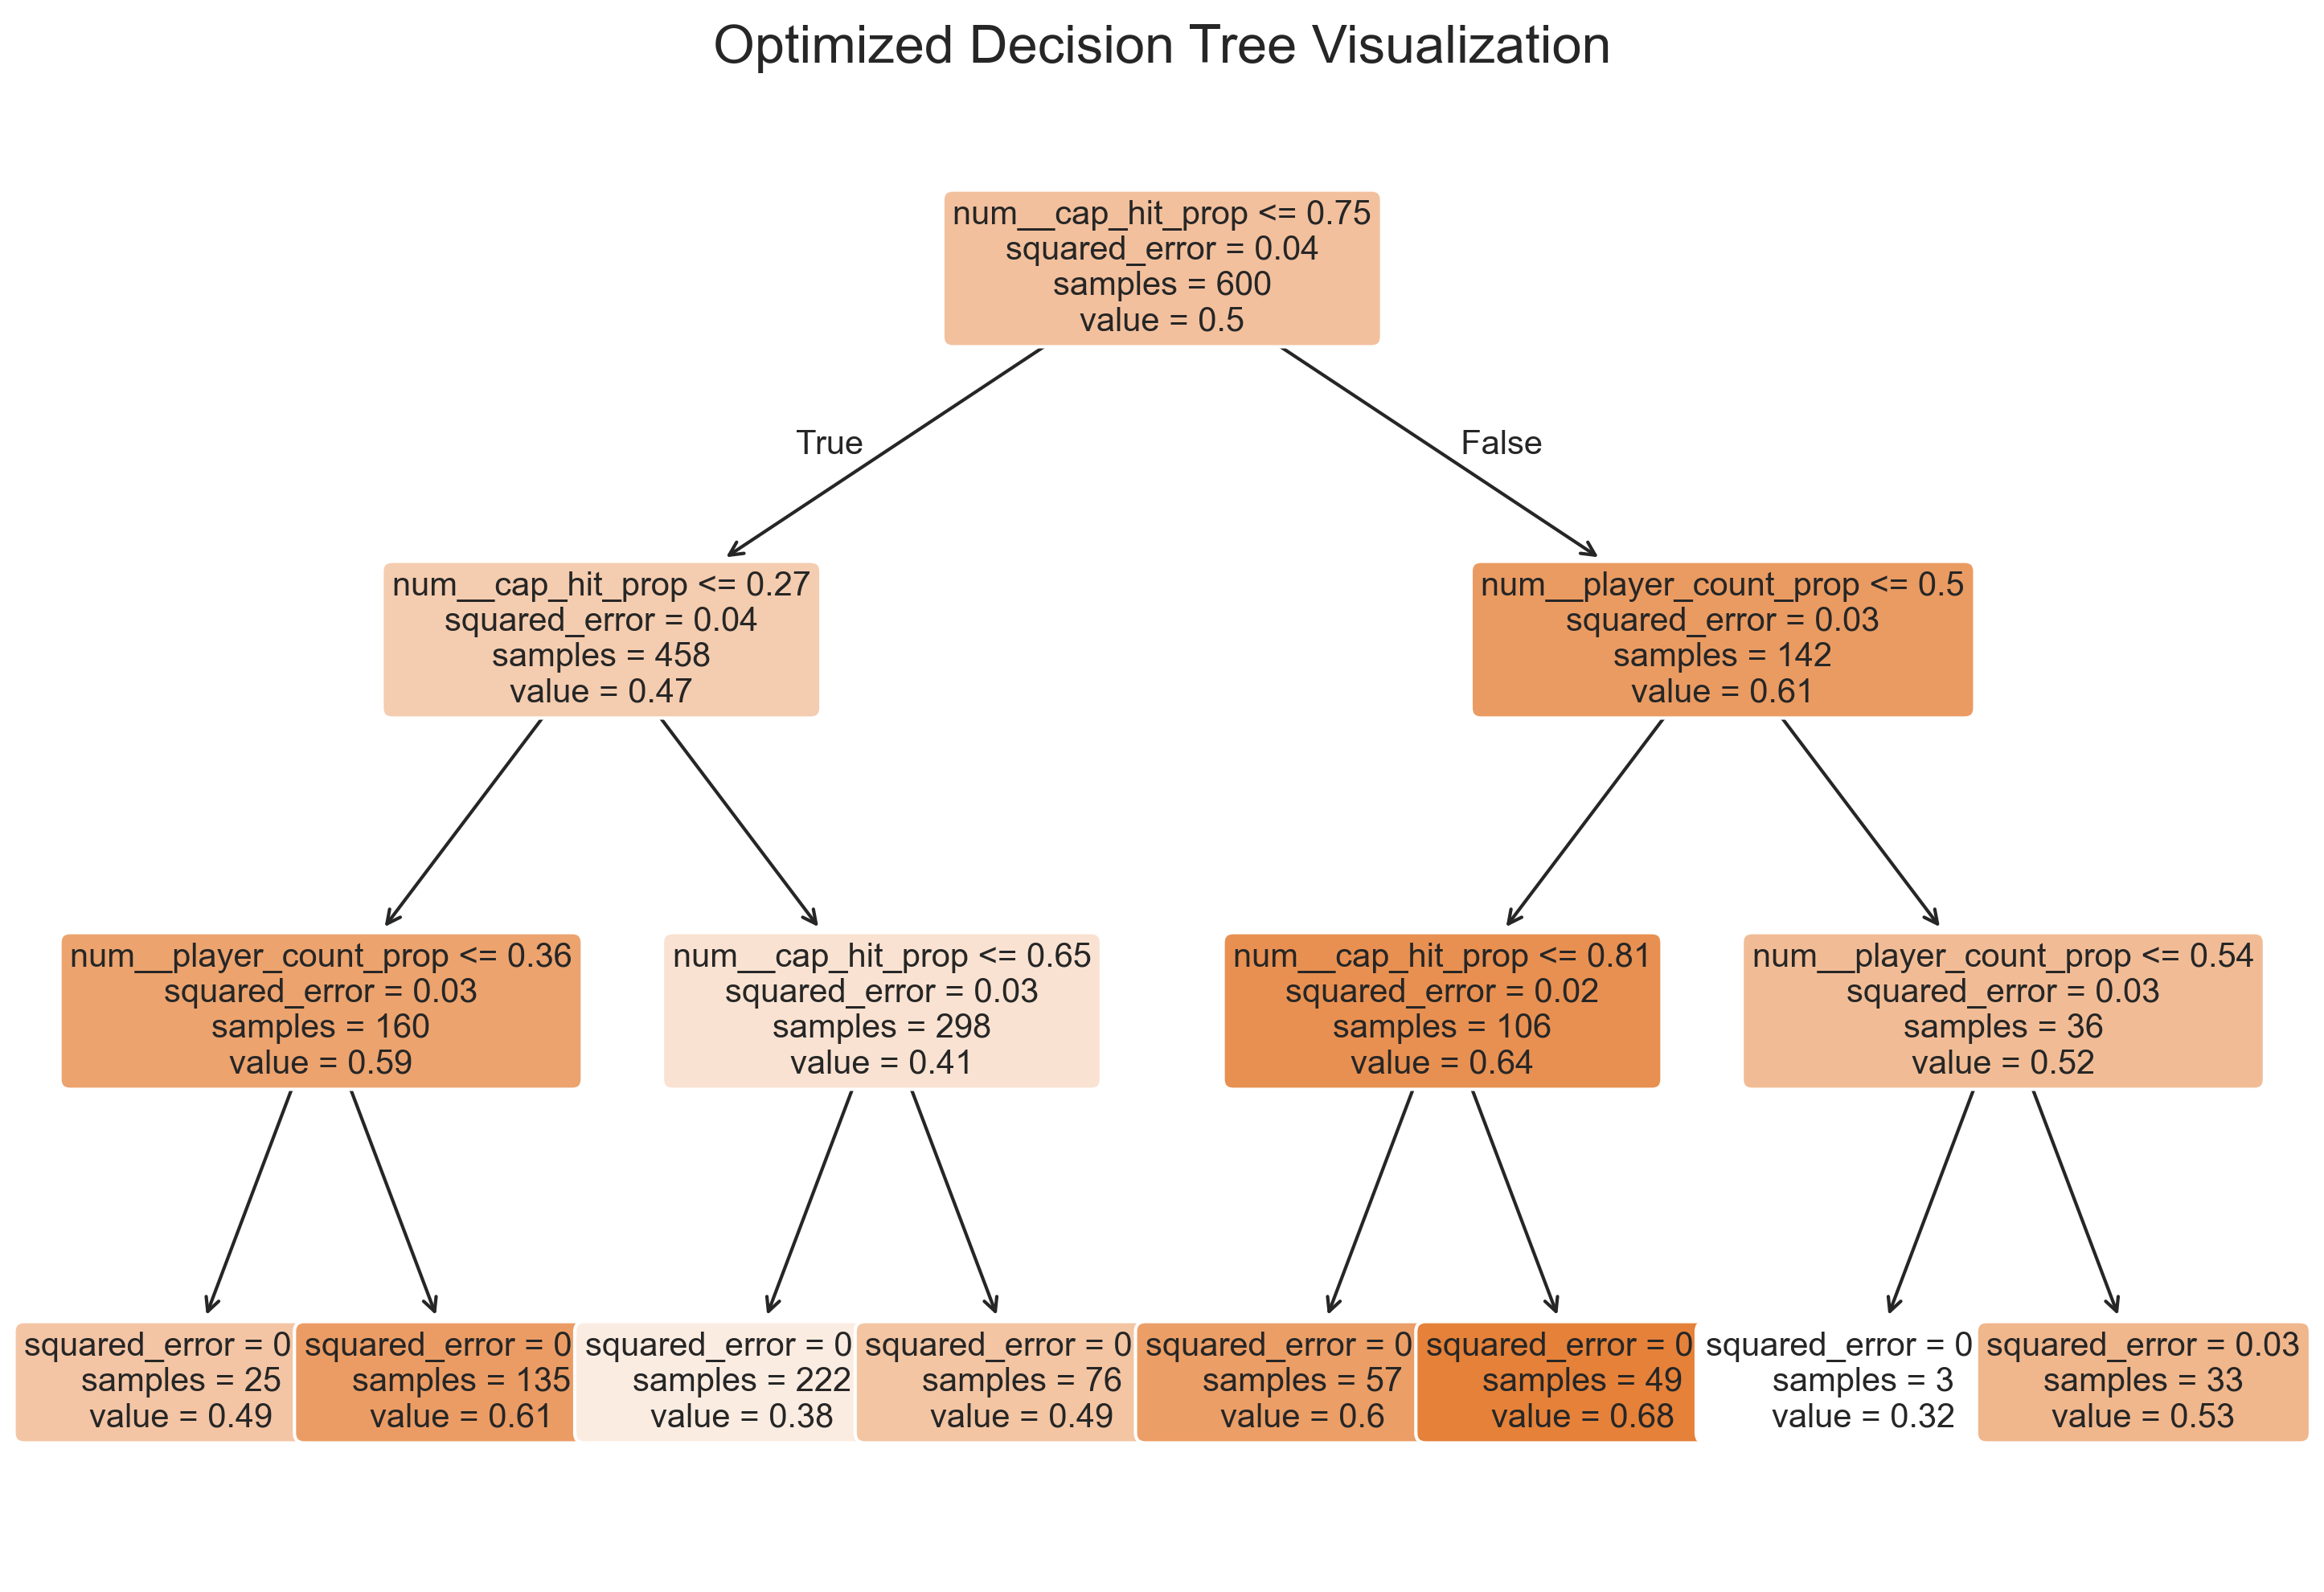 Optimized Decision Tree Visualization
num__cap_hit_prop <= 0.75
squared_error = 0.04
samples = 600
value = 0.5
True
False
num__cap_hit_prop <= 0.27
squared_error = 0.04
samples = 458
value = 0.47
num__player_count_prop <= 0.5
squared_error = 0.03
samples = 142
value = 0.61
num__player_count_prop <= 0.36
squared_error = 0.03
samples = 160
value = 0.59
num__cap_hit_prop <= 0.65
squared_error = 0.03
samples = 298
value = 0.41
num__cap_hit_prop <= 0.81
squared_error = 0.02
samples = 106
value = 0.64
num__player_count_prop <= 0.54
squared_error = 0.03
samples = 36
value = 0.52
squared_error = 0
samples = 25
value = 0.49
squared_error = 0
samples = 135
value = 0.61
squared_error = 0
samples = 222
value = 0.38
squared_error = 0
samples = 76
value = 0.49
squared_error = 0
samples = 57
value = 0.6
squared_error = 0
samples = 49
value = 0.68
squared_error = 0
samples = 3
value = 0.32
squared_error = 0.03
samples = 33
value = 0.53